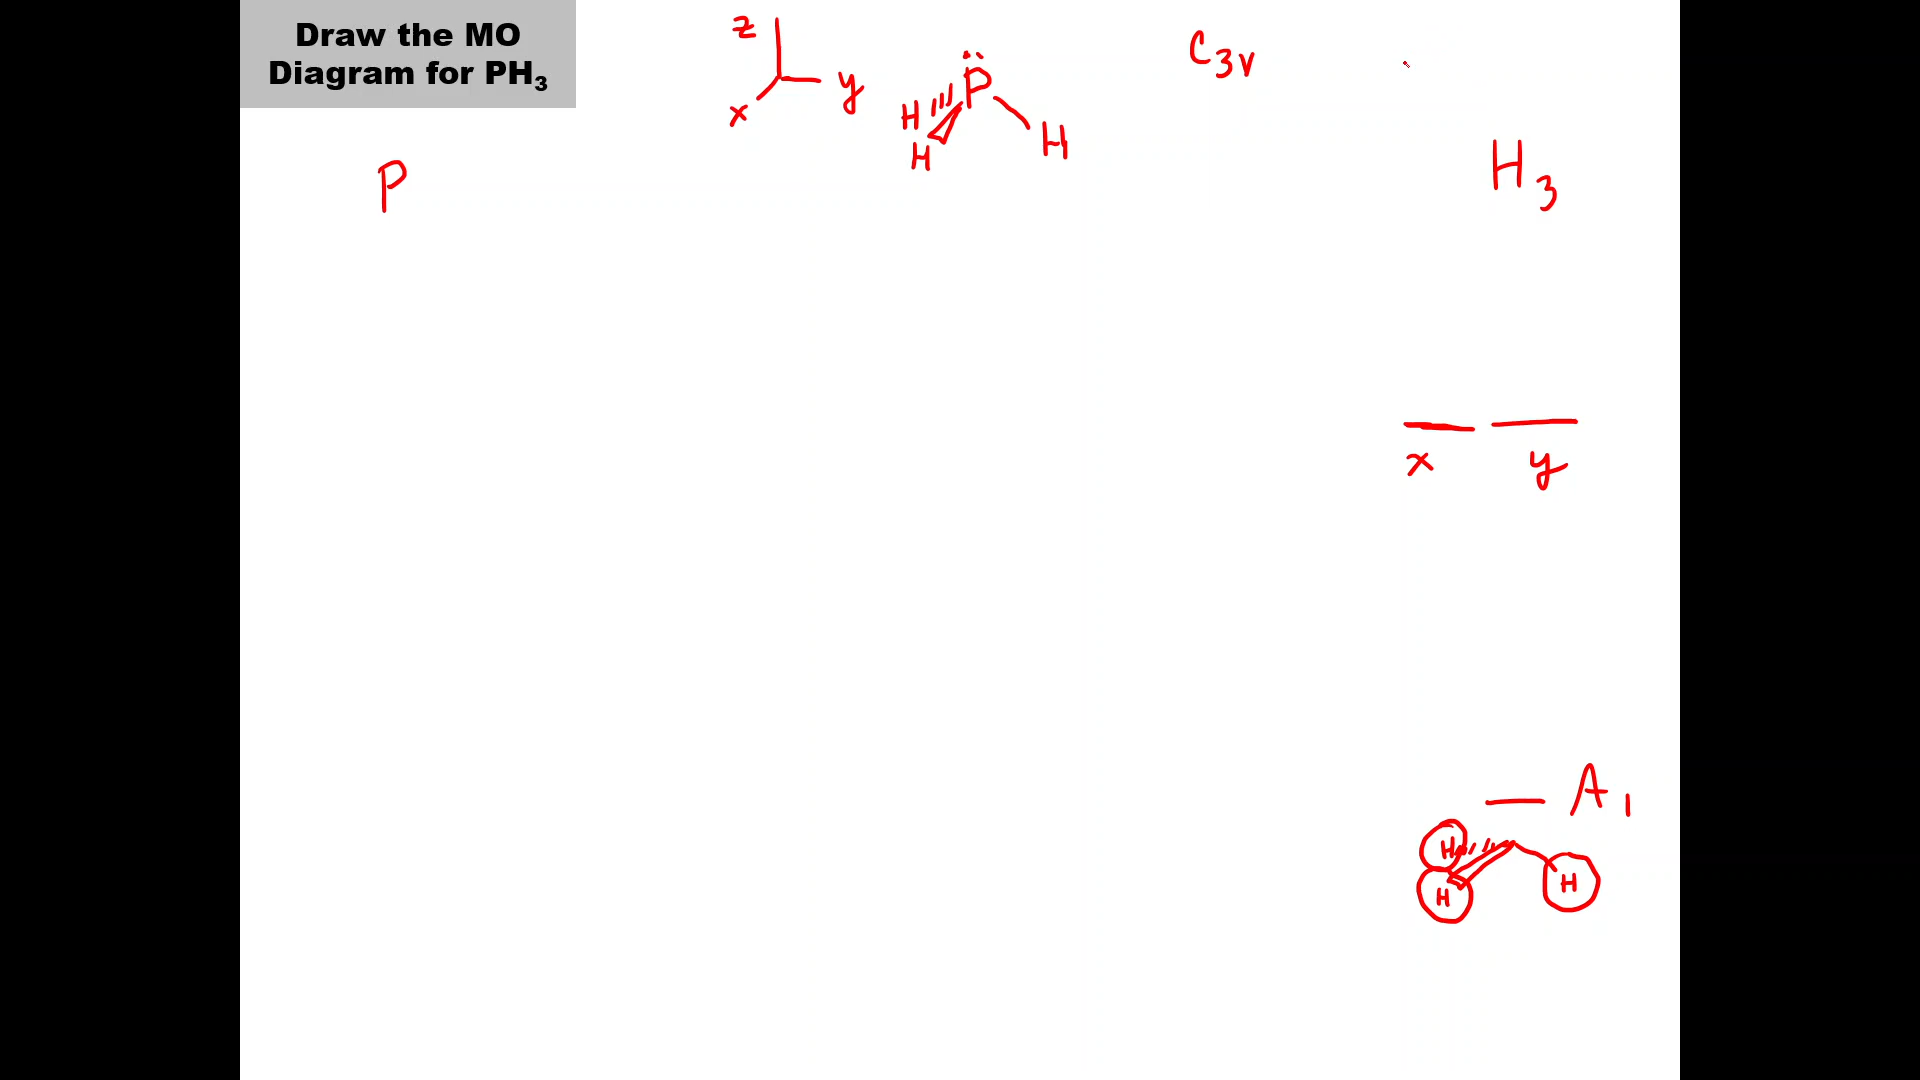 Draw the MO
Diagram for PH3
z
y
x
P
H
H
H
C3v
P
H3
x y
A1
H
H
H